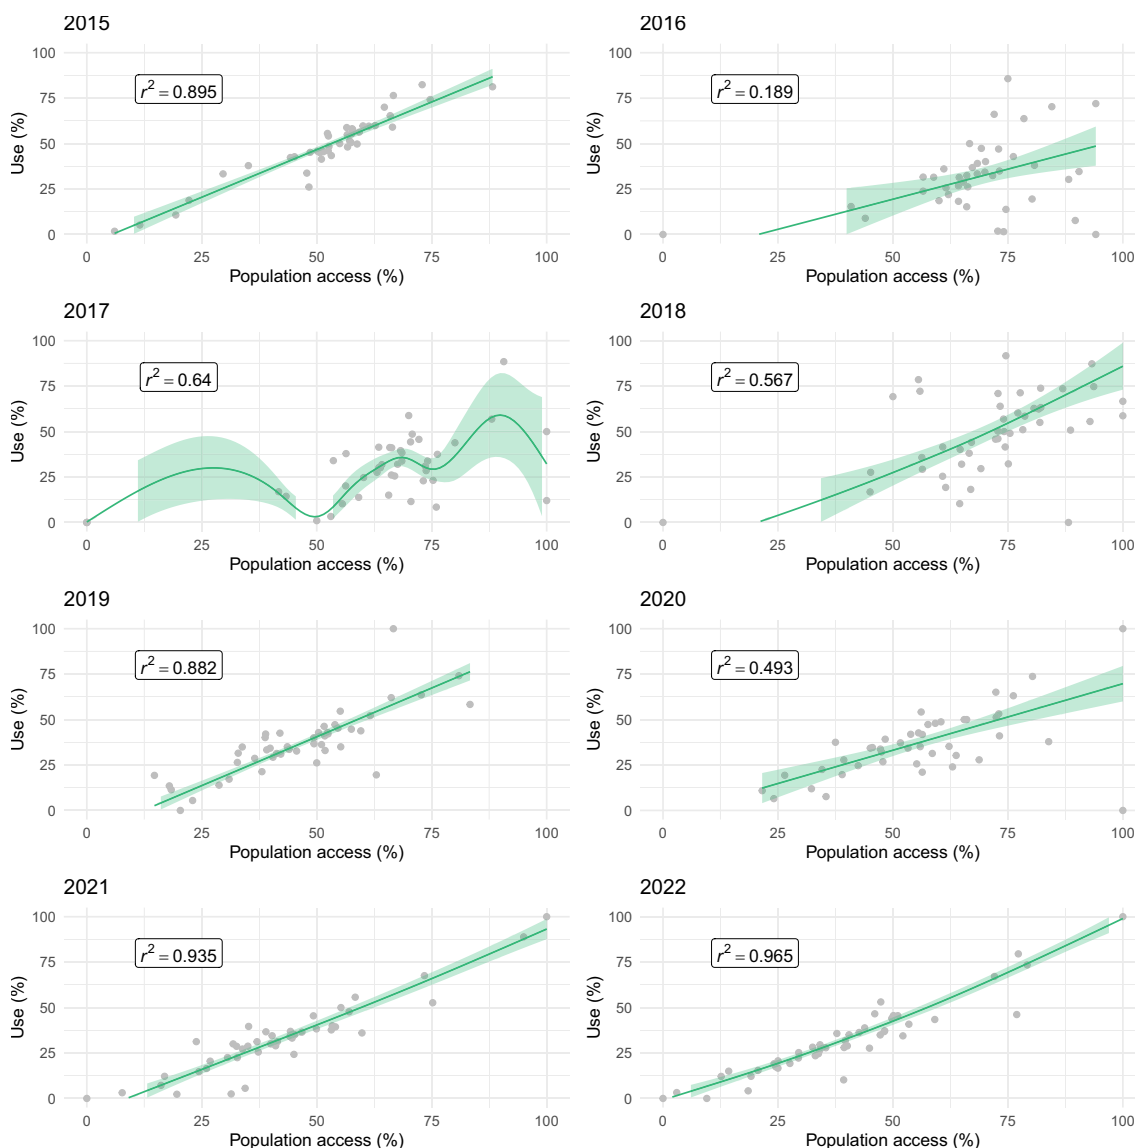 2015
r² = 0.895
100
75
50
25
0
Use (%)
0 25 50 75 100
Population access (%)
2016
r² = 0.189
100
75
50
25
0
Use (%)
0 25 50 75 100
Population access (%)
2017
r² = 0.64
100
75
50
25
0
Use (%)
0 25 50 75 100
Population access (%)
2018
r² = 0.567
100
75
50
25
0
Use (%)
0 25 50 75 100
Population access (%)
2019
r² = 0.882
100
75
50
25
0
Use (%)
0 25 50 75 100
Population access (%)
2020
r² = 0.493
100
75
50
25
0
Use (%)
0 25 50 75 100
Population access (%)
2021
r² = 0.935
100
75
50
25
0
Use (%)
0 25 50 75 100
Population access (%)
2022
r² = 0.965
100
75
50
25
0
Use (%)
0 25 50 75 100
Population access (%)